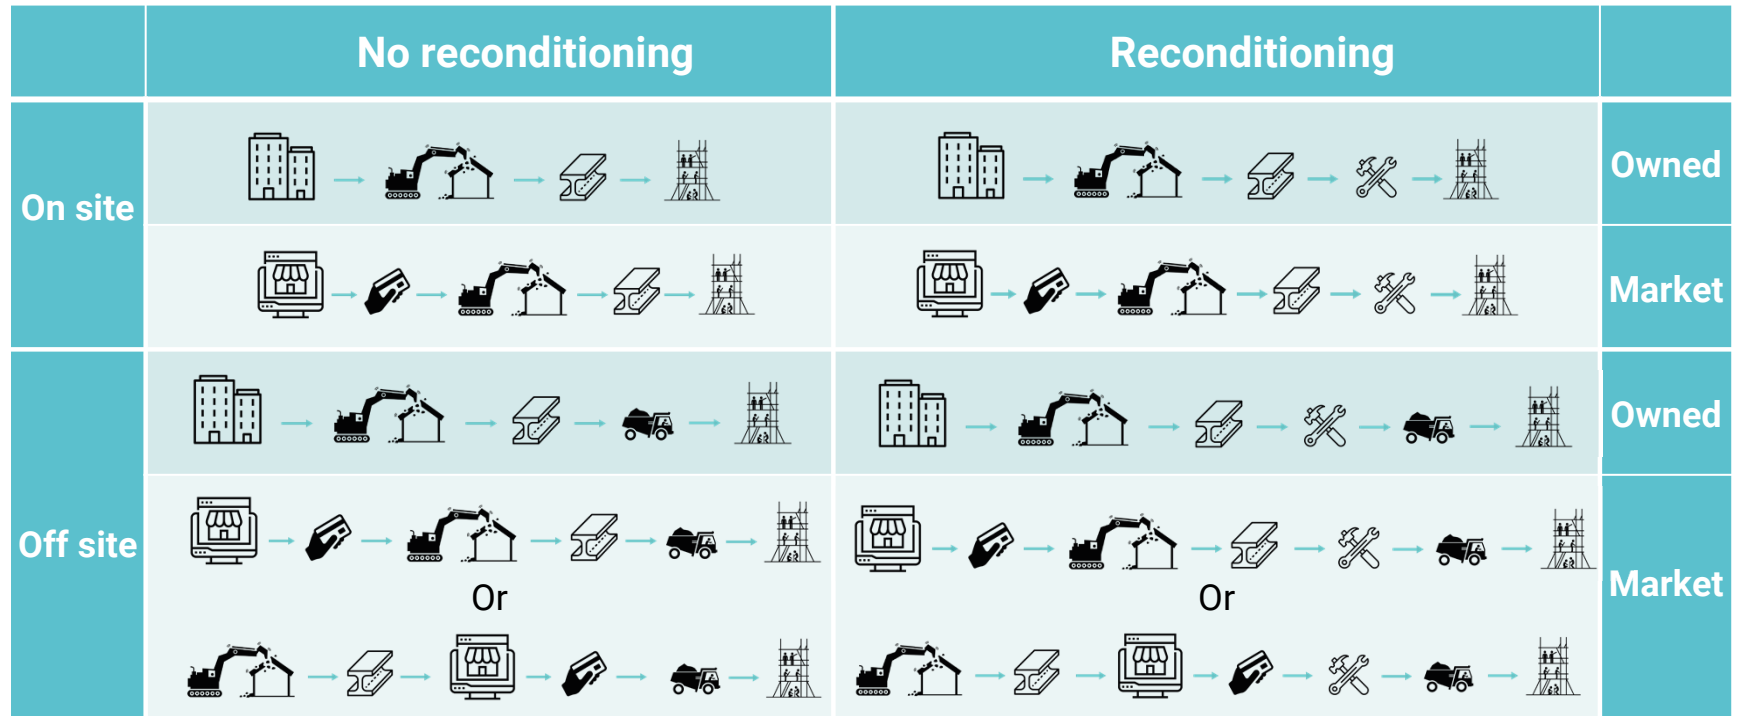 No reconditioning
Reconditioning
On site
Owned
Market
Off site
Owned
Market
Or
Or